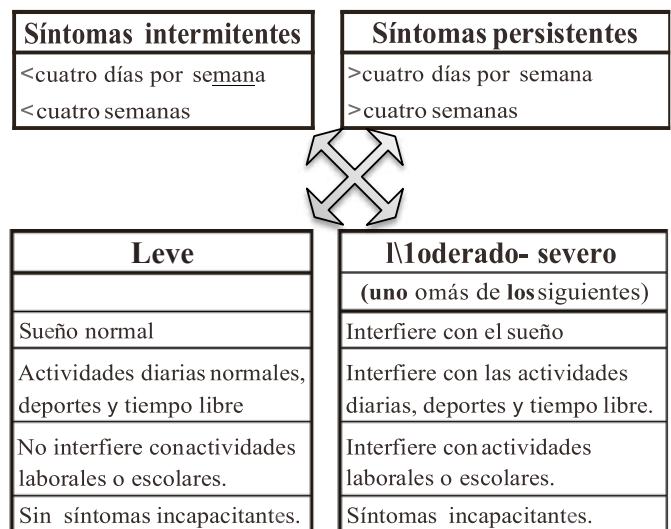 Síntomas intermitentes
<cuatro días por semana
<cuatro semanas
Síntomas persistentes
>cuatro días por semana
>cuatro semanas
Leve
Sueño normal
Actividades diarias normales,
deportes y tiempo libre
No interfiere conactividades
laborales o escolares.
Sin síntomas incapacitantes.
l\1oderado- severo
(uno omás de los siguientes)
Interfiere con el sueño
Interfiere con las actividades
diarias, deportes y tiempo libre.
Interfiere con actividades
laborales o escolares.
Síntomas incapacitantes.